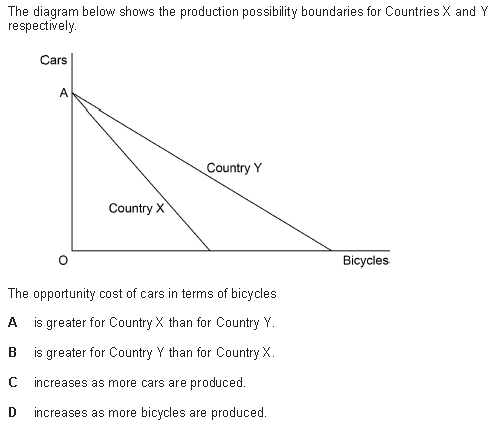 The diagram below shows the production possibility boundaries for Countries X and Y
respectively.
Cars
A
Country Y
Country X
O
Bicycles
The opportunity cost of cars in terms of bicycles
A is greater for Country X than for Country Y.
B is greater for Country Y than for Country X.
C increases as more cars are produced.
D increases as more bicycles are produced.